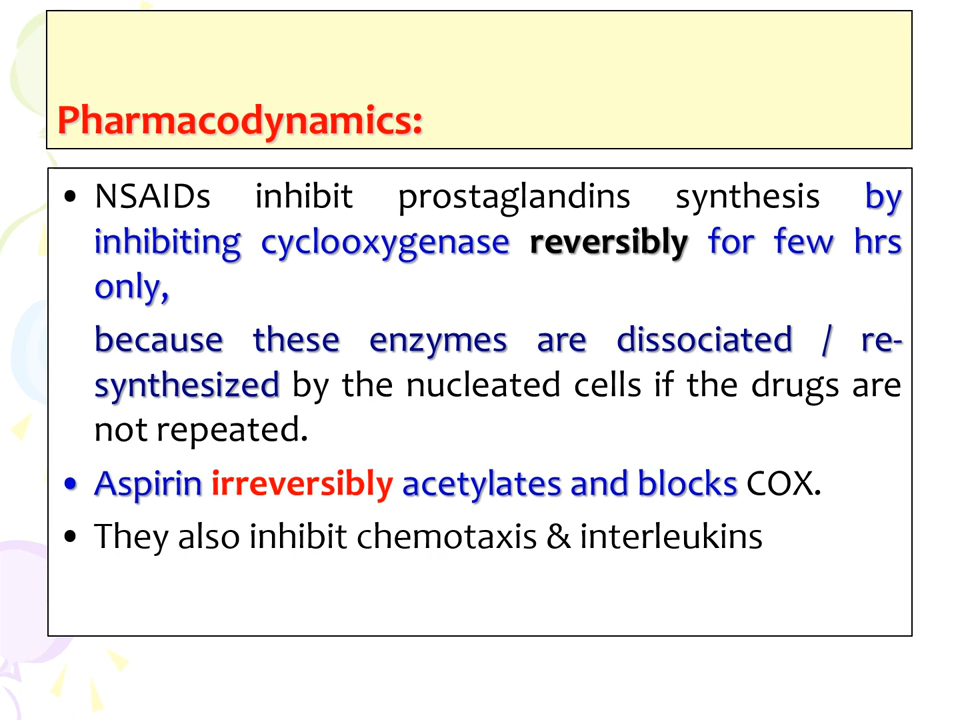 Pharmacodynamics:
• NSAIDs inhibit prostaglandins synthesis by
inhibiting cyclooxygenase reversibly for few hrs
only,
because these enzymes are dissociated / re-
synthesized by the nucleated cells if the drugs are
not repeated.
• Aspirin irreversibly acetylates and blocks COX.
• They also inhibit chemotaxis & interleukins